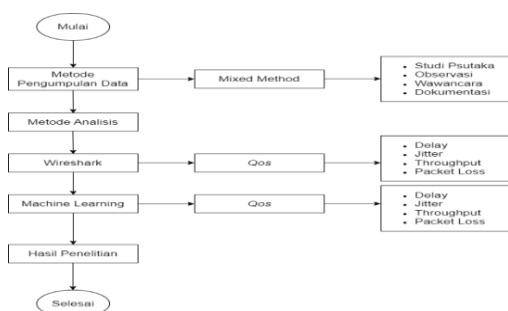 Mulai
Metode
Pengumpulan Data
Mixed Method
• Studi Psutaka
• Observasi
• Wawancara
• Dokumentasi
Metode Analisis
Wireshark
Qos
• Delay
• Jitter
• Throughput
• Packet Loss
Machine Learning
Qos
• Delay
• Jitter
• Throughput
• Packet Loss
Hasil Penelitian
Selesai